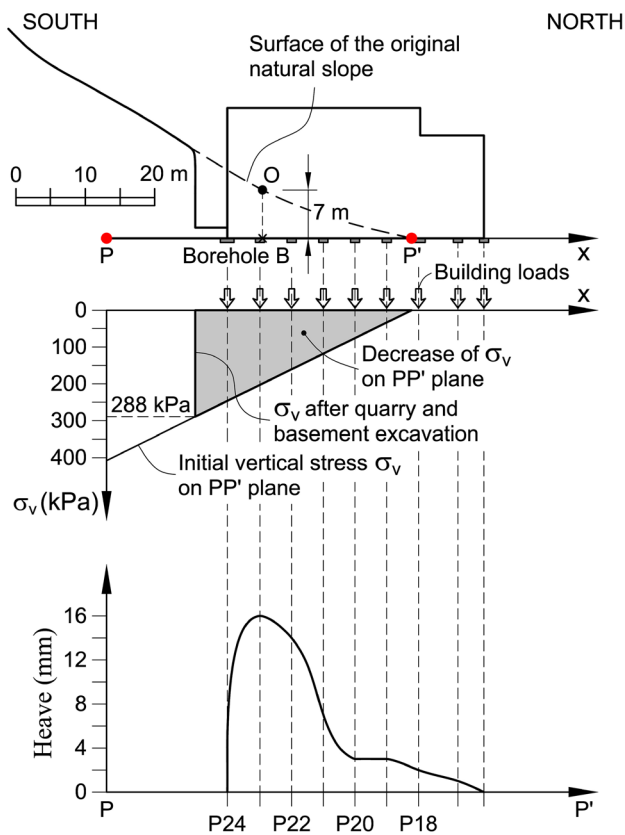 SOUTH
NORTH
Surface of the original
natural slope
0 10 20 m
O
7 m
P
Borehole B
P'
x
Building loads
x
0
100
200
300
400
288 kPa
Decrease of σv
on PP' plane
σv after quarry and
basement excavation
Initial vertical stress σv
on PP' plane
σv (kPa)
Heave (mm)
16
12
8
4
0
P
P'
P24 P22 P20 P18